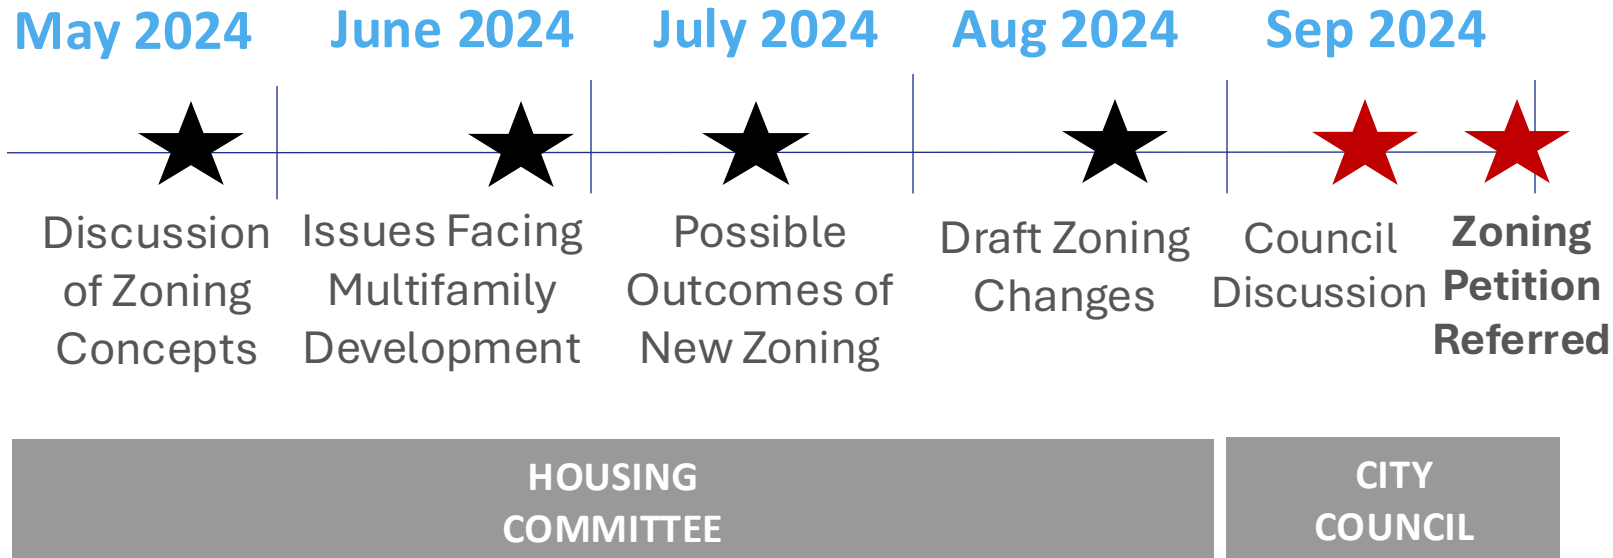 May 2024
June 2024
July 2024
Aug 2024
Sep 2024
Discussion
of Zoning
Concepts
Issues Facing
Multifamily
Development
Possible
Outcomes of
New Zoning
Draft Zoning
Changes
Council
Discussion
Zoning
Petition
Referred
HOUSING
COMMITTEE
CITY
COUNCIL